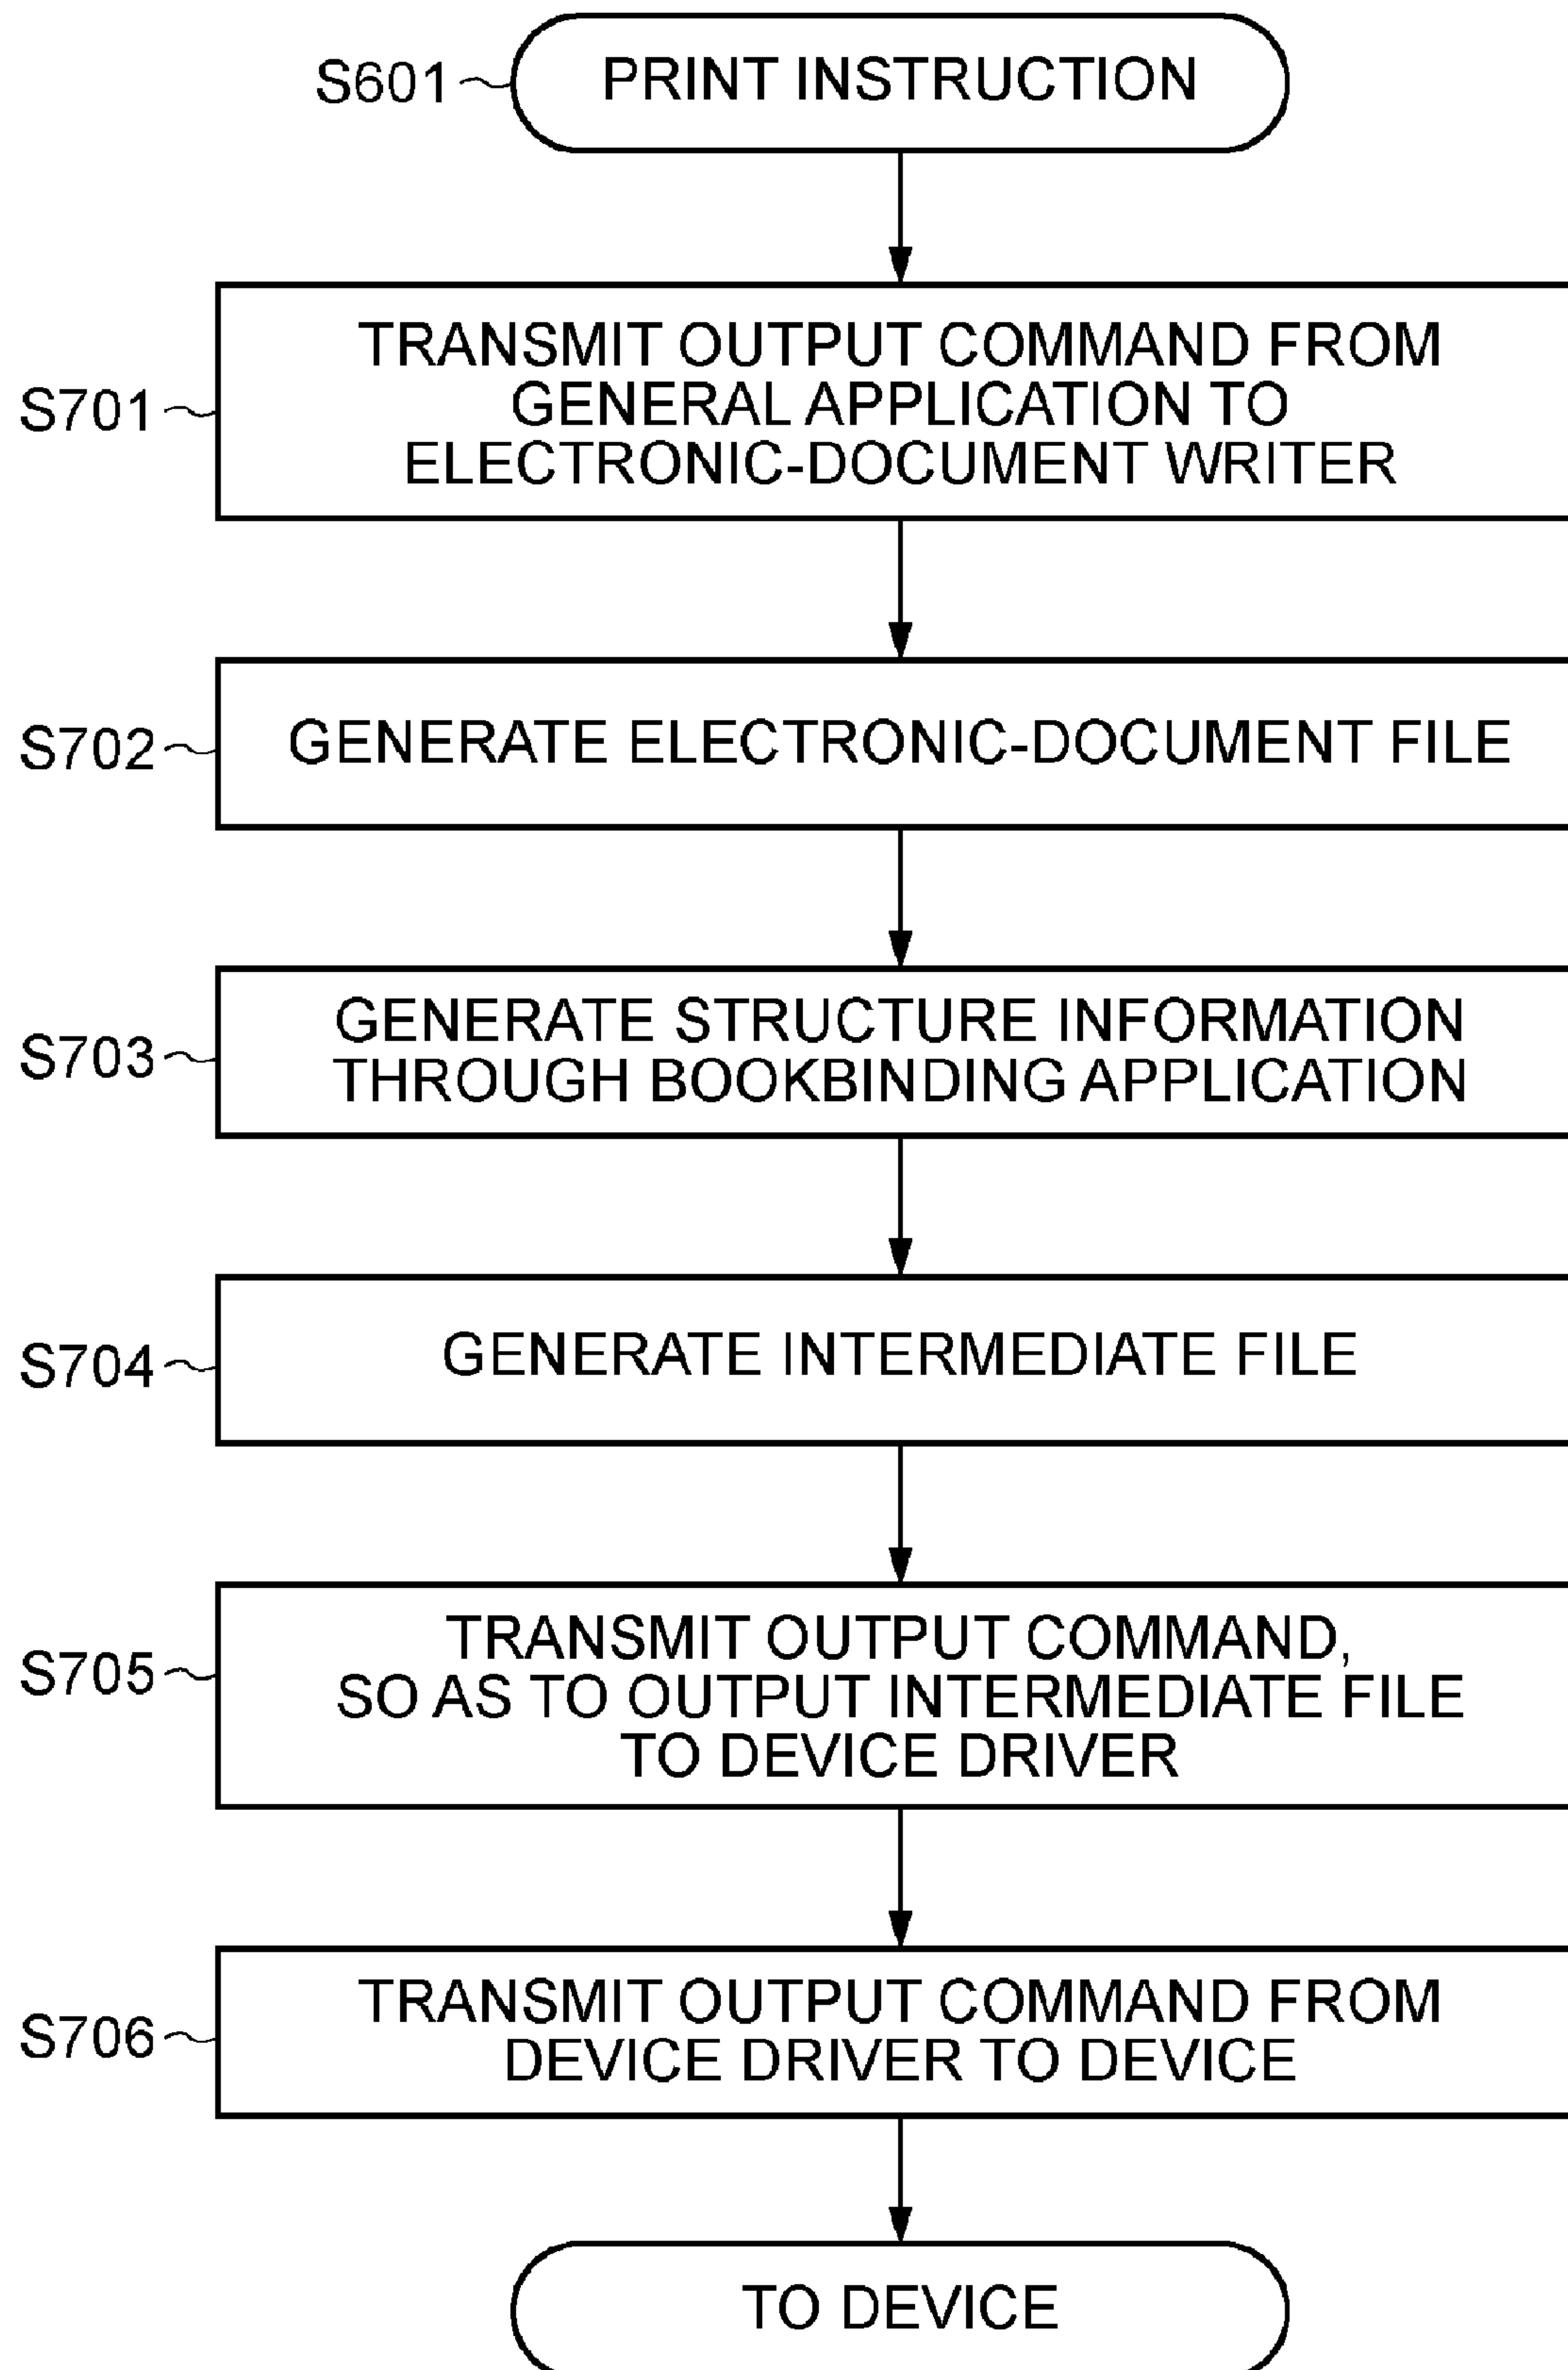 S601
PRINT INSTRUCTION
S701
TRANSMIT OUTPUT COMMAND FROM
GENERAL APPLICATION TO
ELECTRONIC-DOCUMENT WRITER
S702
GENERATE ELECTRONIC-DOCUMENT FILE
S703
GENERATE STRUCTURE INFORMATION
THROUGH BOOKBINDING APPLICATION
S704
GENERATE INTERMEDIATE FILE
S705
TRANSMIT OUTPUT COMMAND,
SO AS TO OUTPUT INTERMEDIATE FILE
TO DEVICE DRIVER
S706
TRANSMIT OUTPUT COMMAND FROM
DEVICE DRIVER TO DEVICE
TO DEVICE